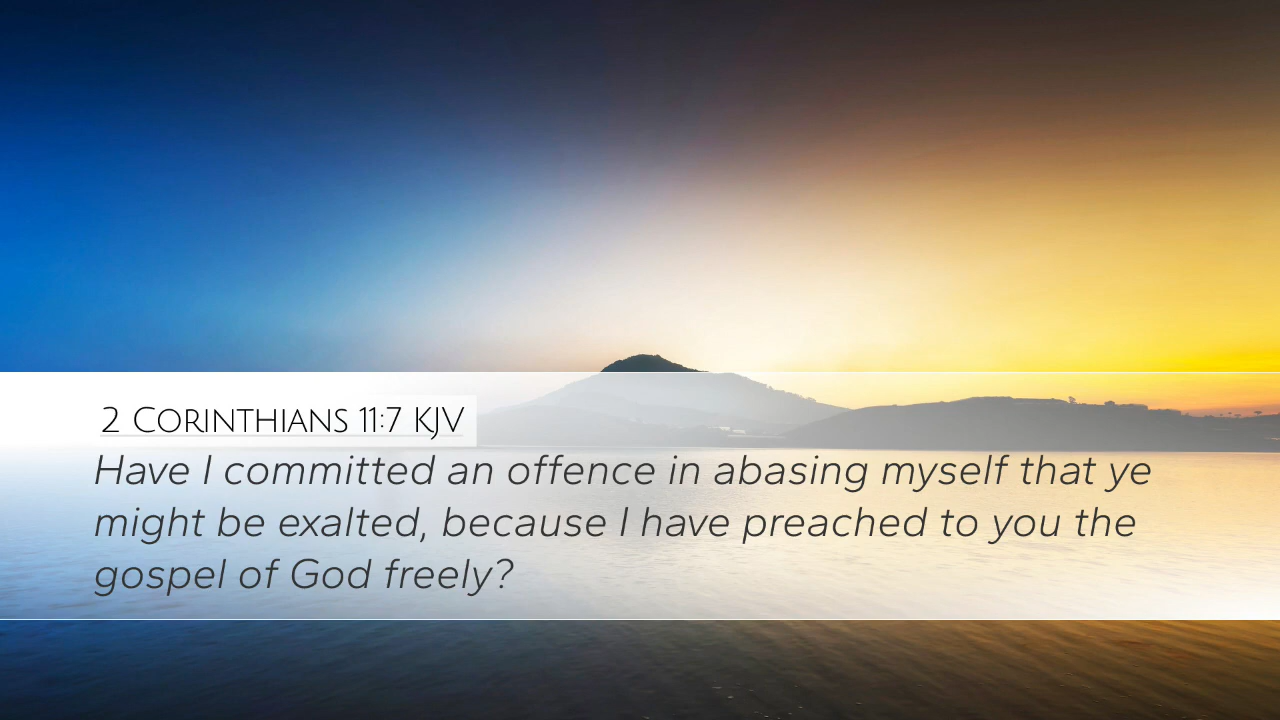 2 Corinthians 11:7 KJV
Have I committed an offence in abasing myself that ye
might be exalted, because I have preached to you the
gospel of God freely?